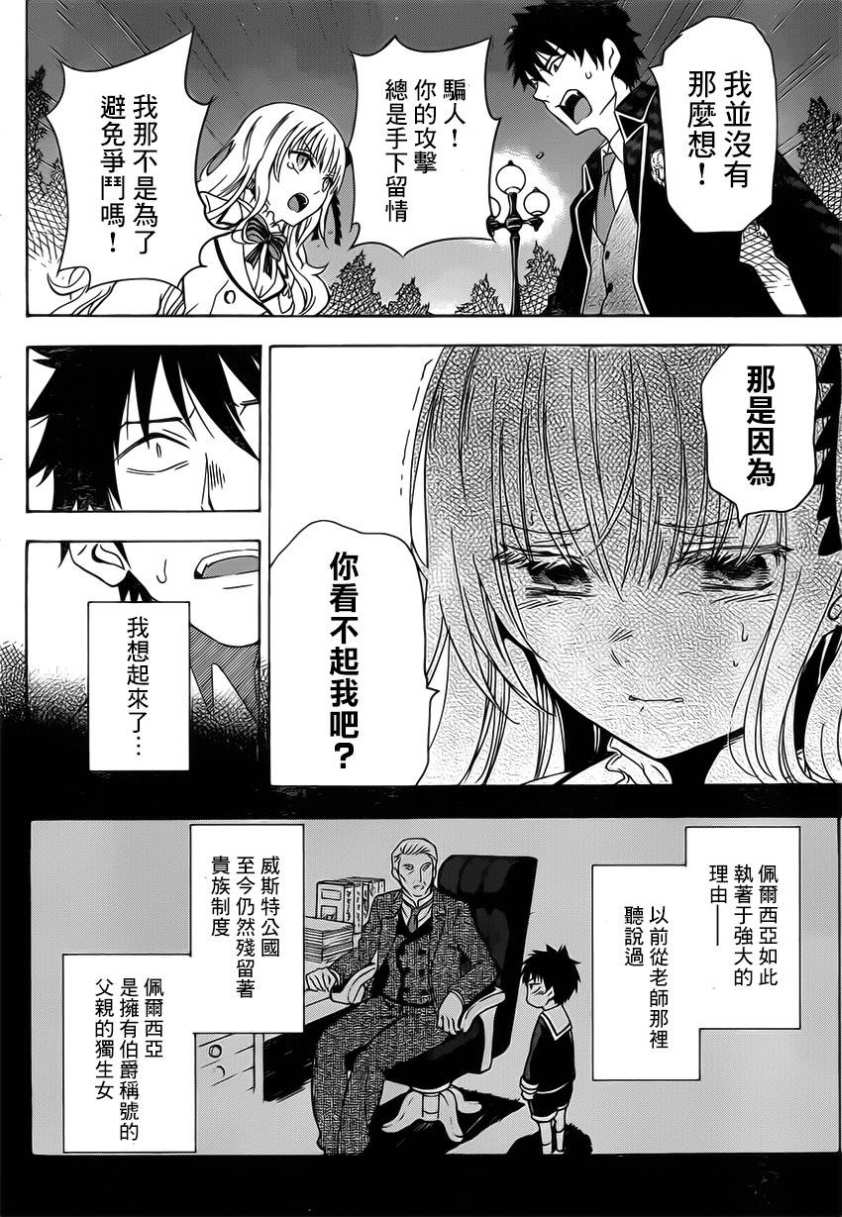 我並沒有
那麼想！
騙人！
你的攻擊
總是手下留情
我那不是為了
避免爭鬥嗎！
那是因為
你看不起我吧？
我想起來了…
佩爾西亞如此
執著于強大的
理由──
以前從老師那裡
聽說過
威斯特公國
至今仍然殘留著
貴族制度
佩爾西亞
是擁有伯爵稱號的
父親的獨生女